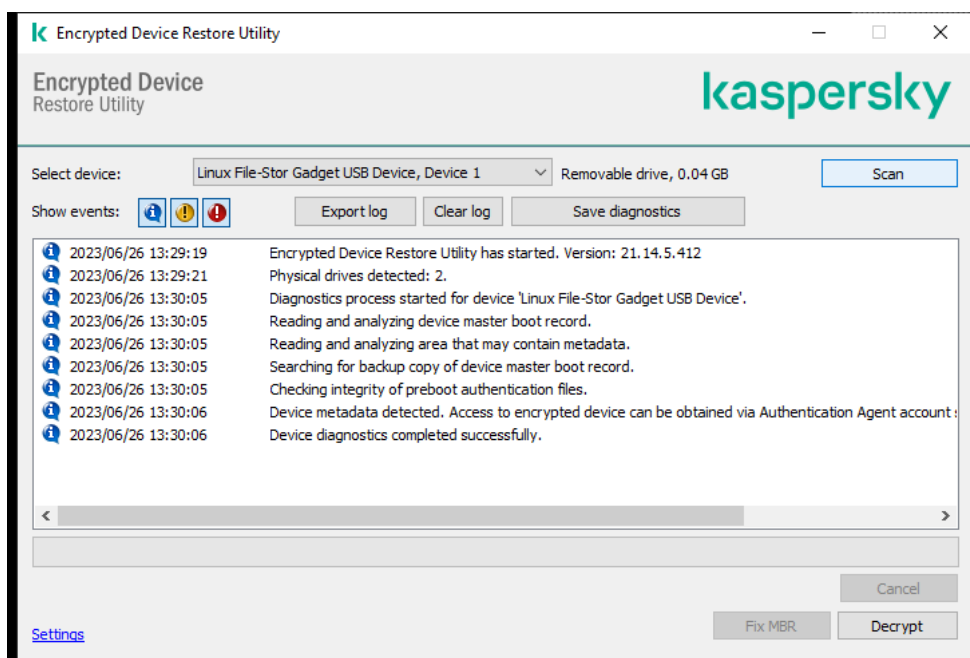 Encrypted Device Restore Utility
Encrypted Device
Restore Utility
kaspersky
Select device: Linux File-Stor Gadget USB Device, Device 1 Removable drive, 0.04 GB Scan
Show events: Export log Clear log Save diagnostics
2023/06/26 13:29:19 Encrypted Device Restore Utility has started. Version: 21.14.5.412
2023/06/26 13:29:21 Physical drives detected: 2.
2023/06/26 13:30:05 Diagnostics process started for device 'Linux File-Stor Gadget USB Device'.
2023/06/26 13:30:05 Reading and analyzing device master boot record.
2023/06/26 13:30:05 Reading and analyzing area that may contain metadata.
2023/06/26 13:30:05 Searching for backup copy of device master boot record.
2023/06/26 13:30:05 Checking integrity of preboot authentication files.
2023/06/26 13:30:06 Device metadata detected. Access to encrypted device can be obtained via Authentication Agent account
2023/06/26 13:30:06 Device diagnostics completed successfully.
Cancel
Settings Fix MBR Decrypt